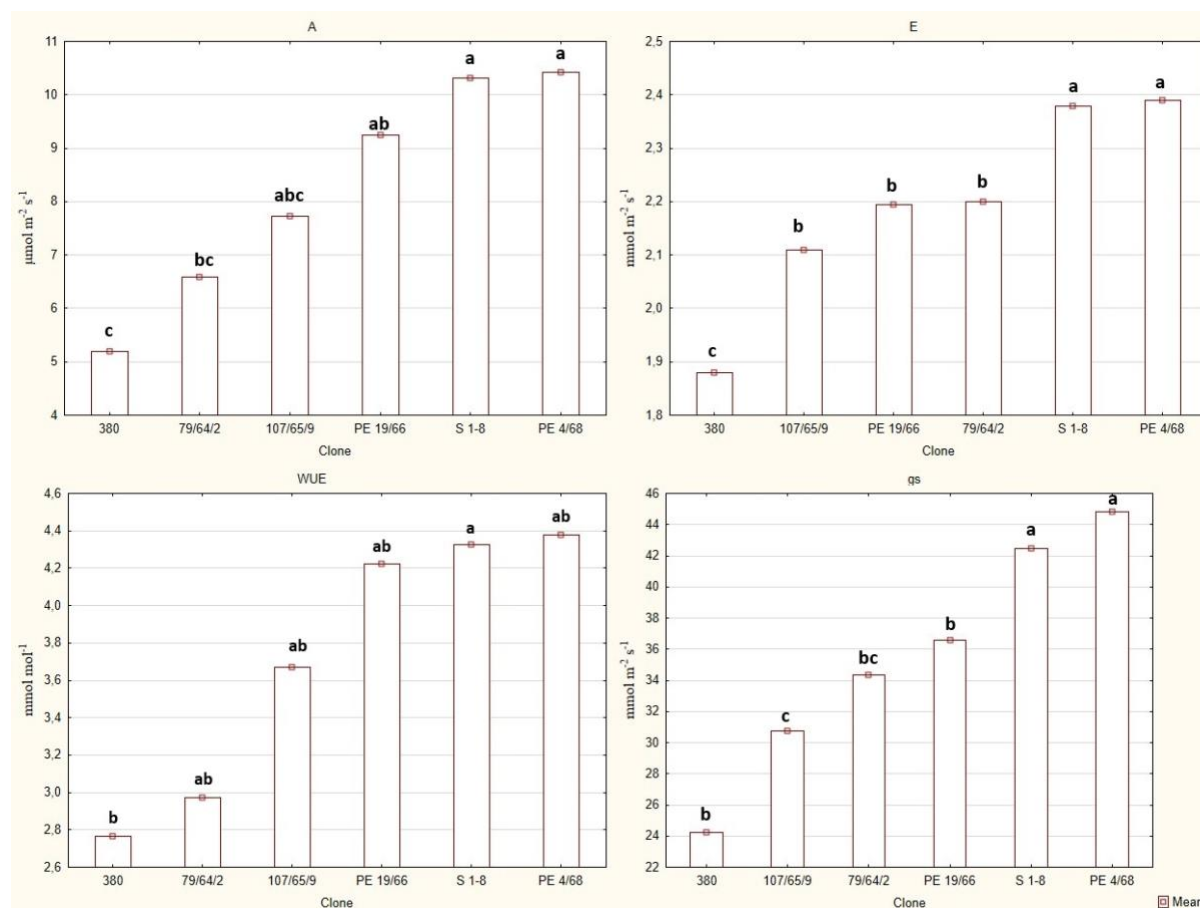 A
11
10
9
8
7
6
5
4
µmol m⁻² s⁻¹
c
bc
abc
ab
a
a
380 79/64/2 107/65/9 PE 19/66 S 1-8 PE 4/68
Clone
E
2,5
2,4
2,3
2,2
2,1
2,0
1,9
1,8
mmol m⁻² s⁻¹
c
b
b
b
a
a
380 107/65/9 PE 19/66 79/64/2 S 1-8 PE 4/68
Clone
WUE
4,6
4,4
4,2
4,0
3,8
3,6
3,4
3,2
3,0
2,8
2,6
mmol mol⁻¹
b
ab
ab
ab
a
ab
380 79/64/2 107/65/9 PE 19/66 S 1-8 PE 4/68
Clone
gs
46
44
42
40
38
36
34
32
30
28
26
24
22
mmol m⁻² s⁻¹
b
c
bc
b
a
a
380 107/65/9 79/64/2 PE 19/66 S 1-8 PE 4/68
Clone
Mean